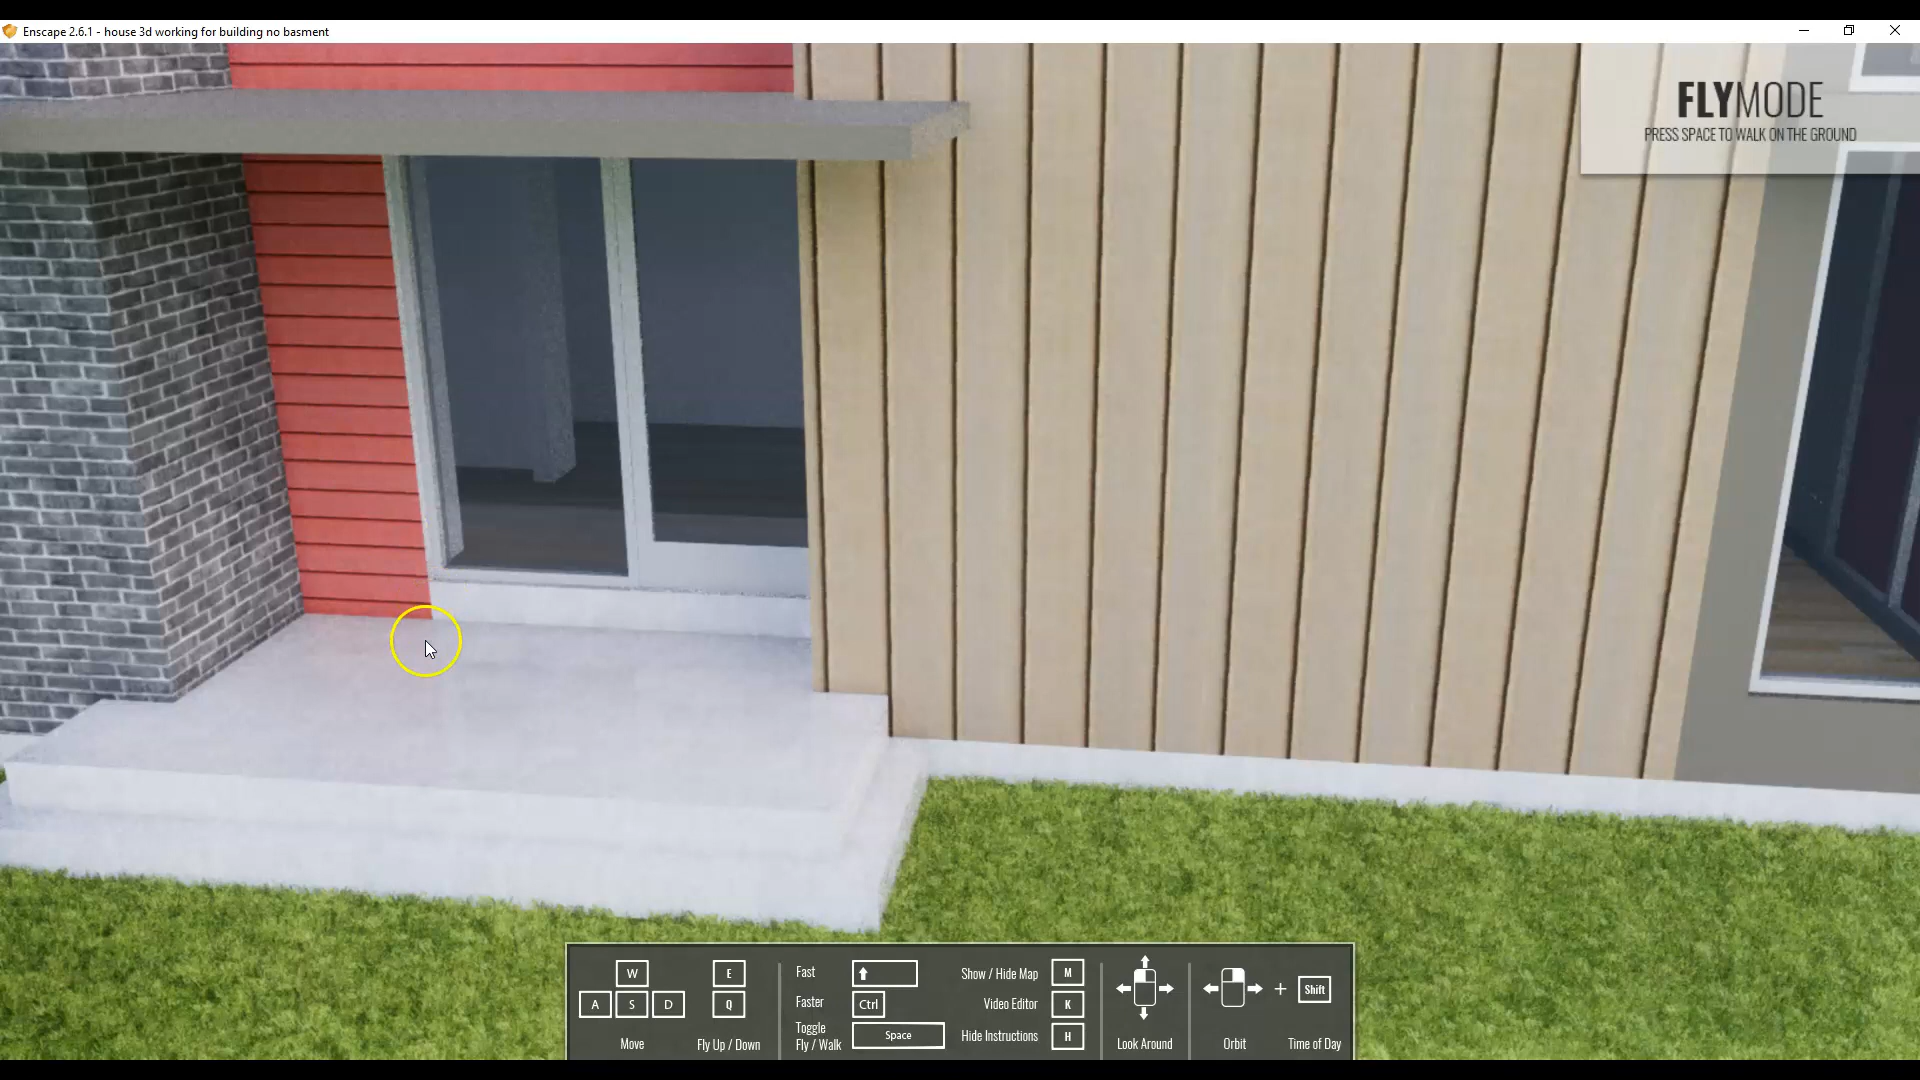 Enscape 2.6.1 - house 3d working for building no basment
FLYMODE
PRESS SPACE TO WALK ON THE GROUND
W
A S D
Move
E
Q
Fly Up / Down
Fast
Faster Ctrl
Toggle
Fly / Walk Space
Show / Hide Map M
Video Editor K
Hide Instructions H
Look Around
Orbit
+ Shift
Time of Day